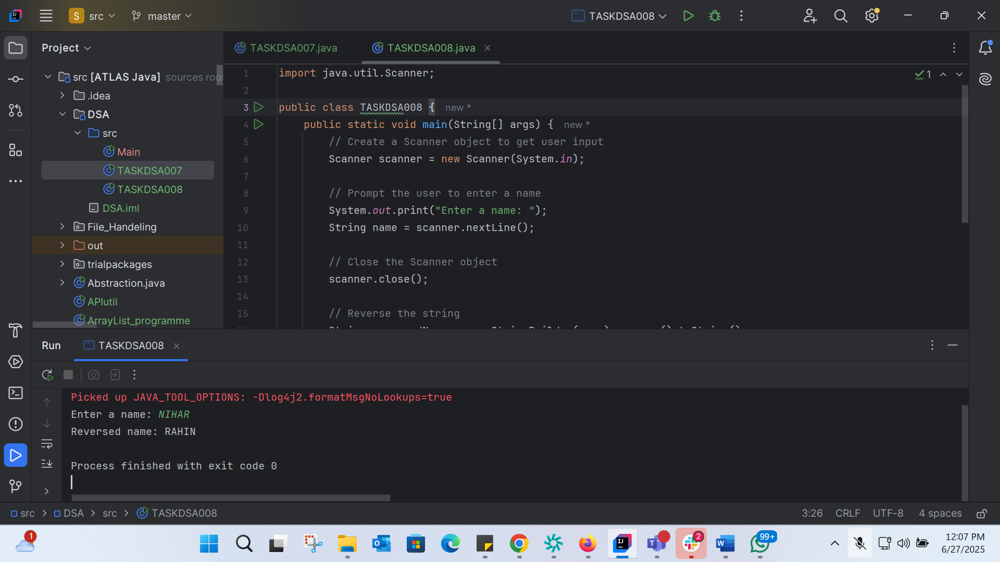 S src master TASKDSA008
Project
TASKDSA007.java TASKDSA008.java
src [ATLAS Java] sources roo
.idea
DSA
src
Main
TASKDSA007
TASKDSA008
DSA.iml
File_Handeling
out
trialpackages
Abstraction.java
APIutil
ArrayList_programme
1 import java.util.Scanner;
1
2
3 public class TASKDSA008 { new *
4 public static void main(String[] args) { new *
5 // Create a Scanner object to get user input
6 Scanner scanner = new Scanner(System.in);
7
8 // Prompt the user to enter a name
9 System.out.print("Enter a name: ");
10 String name = scanner.nextLine();
11
12 // Close the Scanner object
13 scanner.close();
14
15 // Reverse the string
Run TASKDSA008
Picked up JAVA_TOOL_OPTIONS: -Dlog4j2.formatMsgNoLookups=true
Enter a name: NIHAR
Reversed name: RAHIN
Process finished with exit code 0
src > DSA > src > TASKDSA008
3:26 CRLF UTF-8 4 spaces
1
2
99+
12:07 PM
6/27/2025